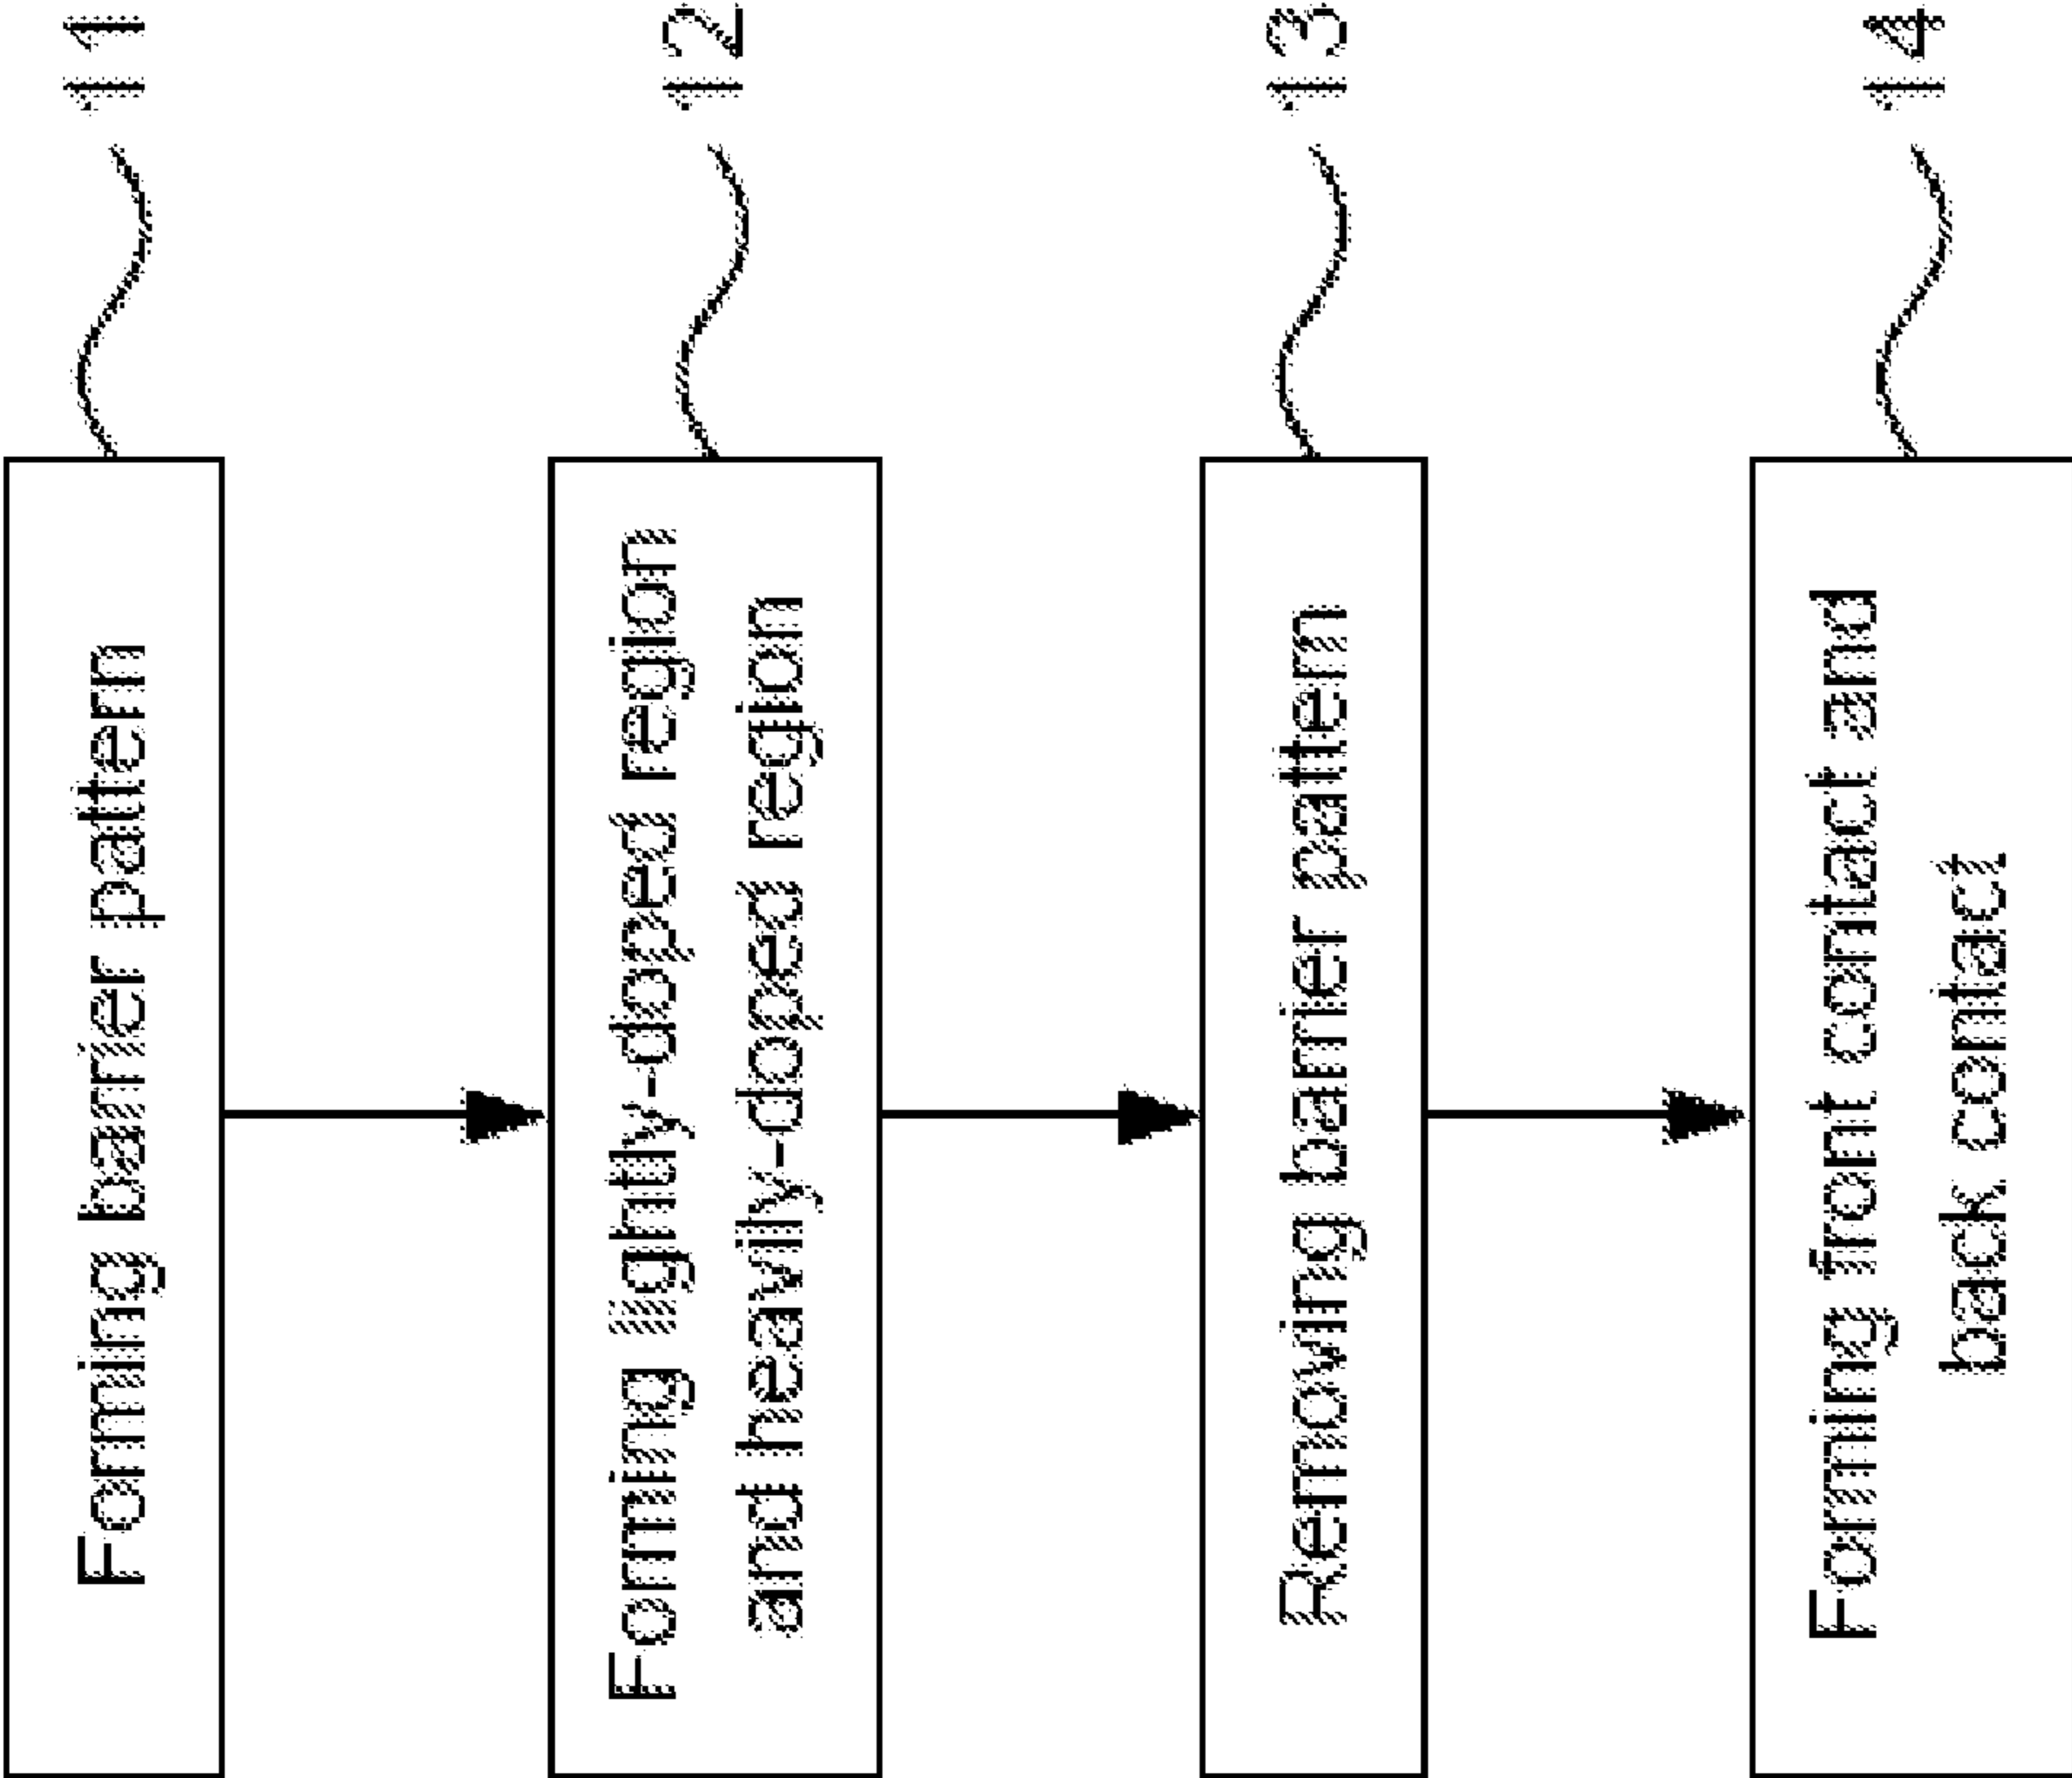 Forming barrier pattern
11
Forming lightly-doped region
and heavily-doped region
12
Removing barrier pattern
13
Forming front contact and
back contact
14